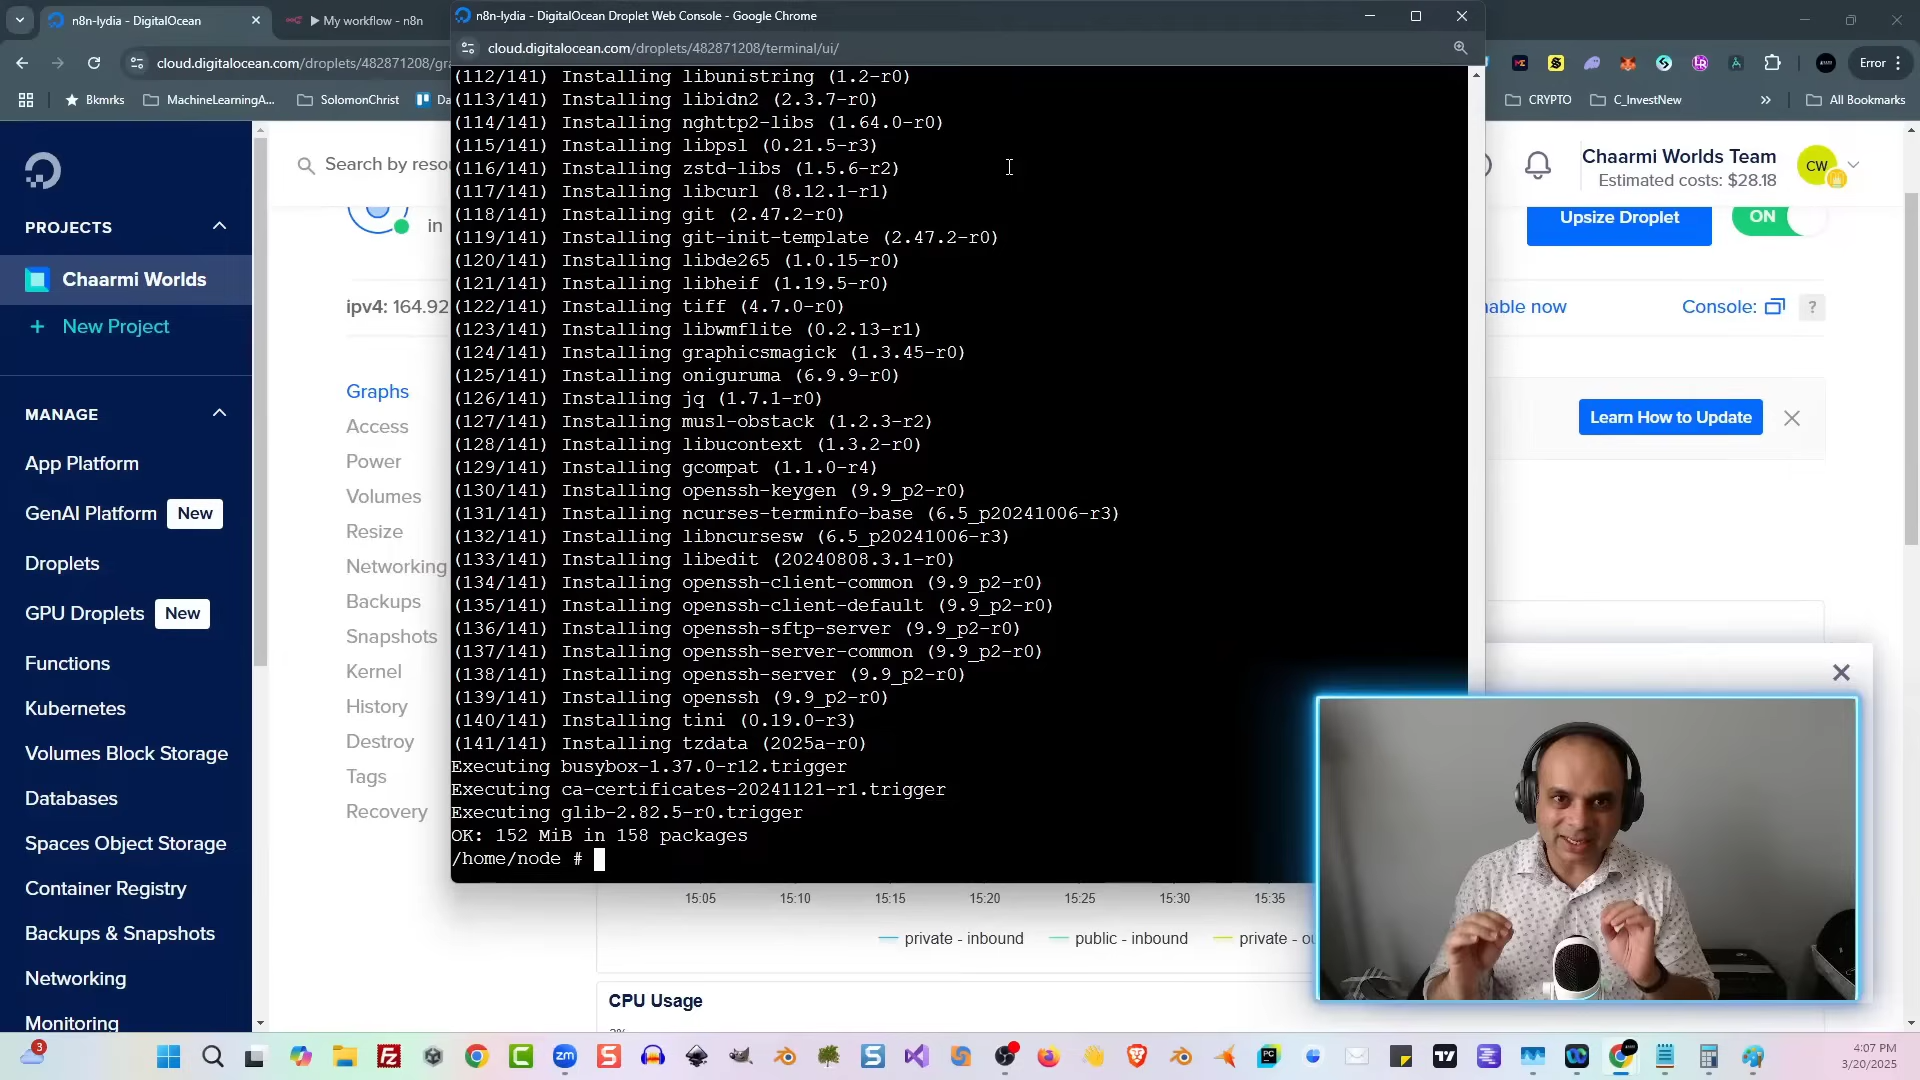 n8n-lydia - DigitalOcean
My workflow - n8n
n8n-lydia - DigitalOcean Droplet Web Console - Google Chrome
cloud.digitalocean.com/droplets/482871208/terminal/ui/
cloud.digitalocean.com/droplets/482871208/gra
Error
Bkmrks
MachineLearningA...
SolomonChrist
Da
CRYPTO
C_InvestNew
All Bookmarks
PROJECTS
Chaarmi Worlds
New Project
MANAGE
App Platform
GenAI Platform New
Droplets
GPU Droplets New
Functions
Kubernetes
Volumes Block Storage
Databases
Spaces Object Storage
Container Registry
Backups & Snapshots
Networking
Monitoring
Search by reso
in
ipv4: 164.92
Graphs
Access
Power
Volumes
Resize
Networking
Backups
Snapshots
Kernel
History
Destroy
Tags
Recovery
(112/141) Installing libunistring (1.2-r0)
(113/141) Installing libidn2 (2.3.7-r0)
(114/141) Installing nghttp2-libs (1.64.0-r0)
(115/141) Installing libpsl (0.21.5-r3)
(116/141) Installing zstd-libs (1.5.6-r2)
(117/141) Installing libcurl (8.12.1-r1)
(118/141) Installing git (2.47.2-r0)
(119/141) Installing git-init-template (2.47.2-r0)
(120/141) Installing libde265 (1.0.15-r0)
(121/141) Installing libheif (1.19.5-r0)
(122/141) Installing tiff (4.7.0-r0)
(123/141) Installing libwmflite (0.2.13-r1)
(124/141) Installing graphicsmagick (1.3.45-r0)
(125/141) Installing oniguruma (6.9.9-r0)
(126/141) Installing jq (1.7.1-r0)
(127/141) Installing musl-obstack (1.2.3-r2)
(128/141) Installing libucontext (1.3.2-r0)
(129/141) Installing gcompat (1.1.0-r4)
(130/141) Installing openssh-keygen (9.9_p2-r0)
(131/141) Installing ncurses-terminfo-base (6.5_p20241006-r3)
(132/141) Installing libncursesw (6.5_p20241006-r3)
(133/141) Installing libedit (20240808.3.1-r0)
(134/141) Installing openssh-client-common (9.9_p2-r0)
(135/141) Installing openssh-client-default (9.9_p2-r0)
(136/141) Installing openssh-sftp-server (9.9_p2-r0)
(137/141) Installing openssh-server-common (9.9_p2-r0)
(138/141) Installing openssh-server (9.9_p2-r0)
(139/141) Installing openssh (9.9_p2-r0)
(140/141) Installing tini (0.19.0-r3)
(141/141) Installing tzdata (2025a-r0)
Executing busybox-1.37.0-r12.trigger
Executing ca-certificates-20241121-r1.trigger
Executing glib-2.82.5-r0.trigger
OK: 152 MiB in 158 packages
/home/node #
Chaarmi Worlds Team
Estimated costs: $28.18
CW
Upsize Droplet
ON
nable now
Console:
?
Learn How to Update
15:05 15:10 15:15 15:20 15:25 15:30 15:35
private - inbound public - inbound private - ou
CPU Usage
3
4:07 PM
3/20/2025